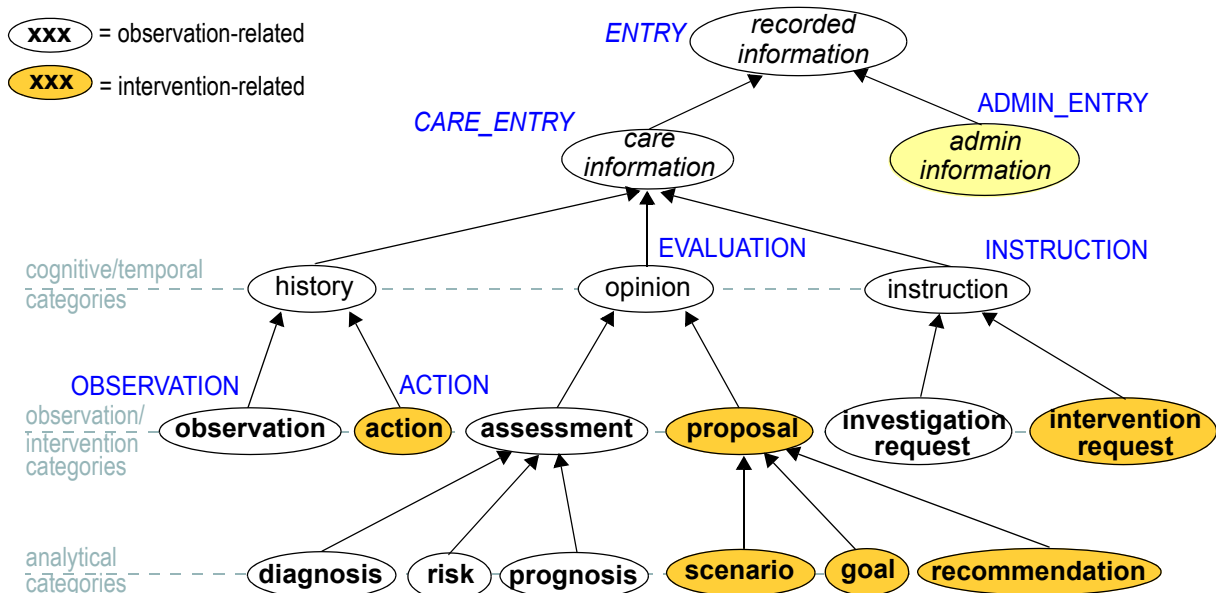 xxx = observation-related
xxx = intervention-related
ENTRY
recorded
information
CARE_ENTRY
ADMIN_ENTRY
care
information
admin
information
EVALUATION
INSTRUCTION
cognitive/temporal
categories
history
opinion
instruction
OBSERVATION
ACTION
observation/
intervention
categories
observation
action
assessment
proposal
investigation
request
intervention
request
analytical
categories
diagnosis
risk
prognosis
scenario
goal
recommendation